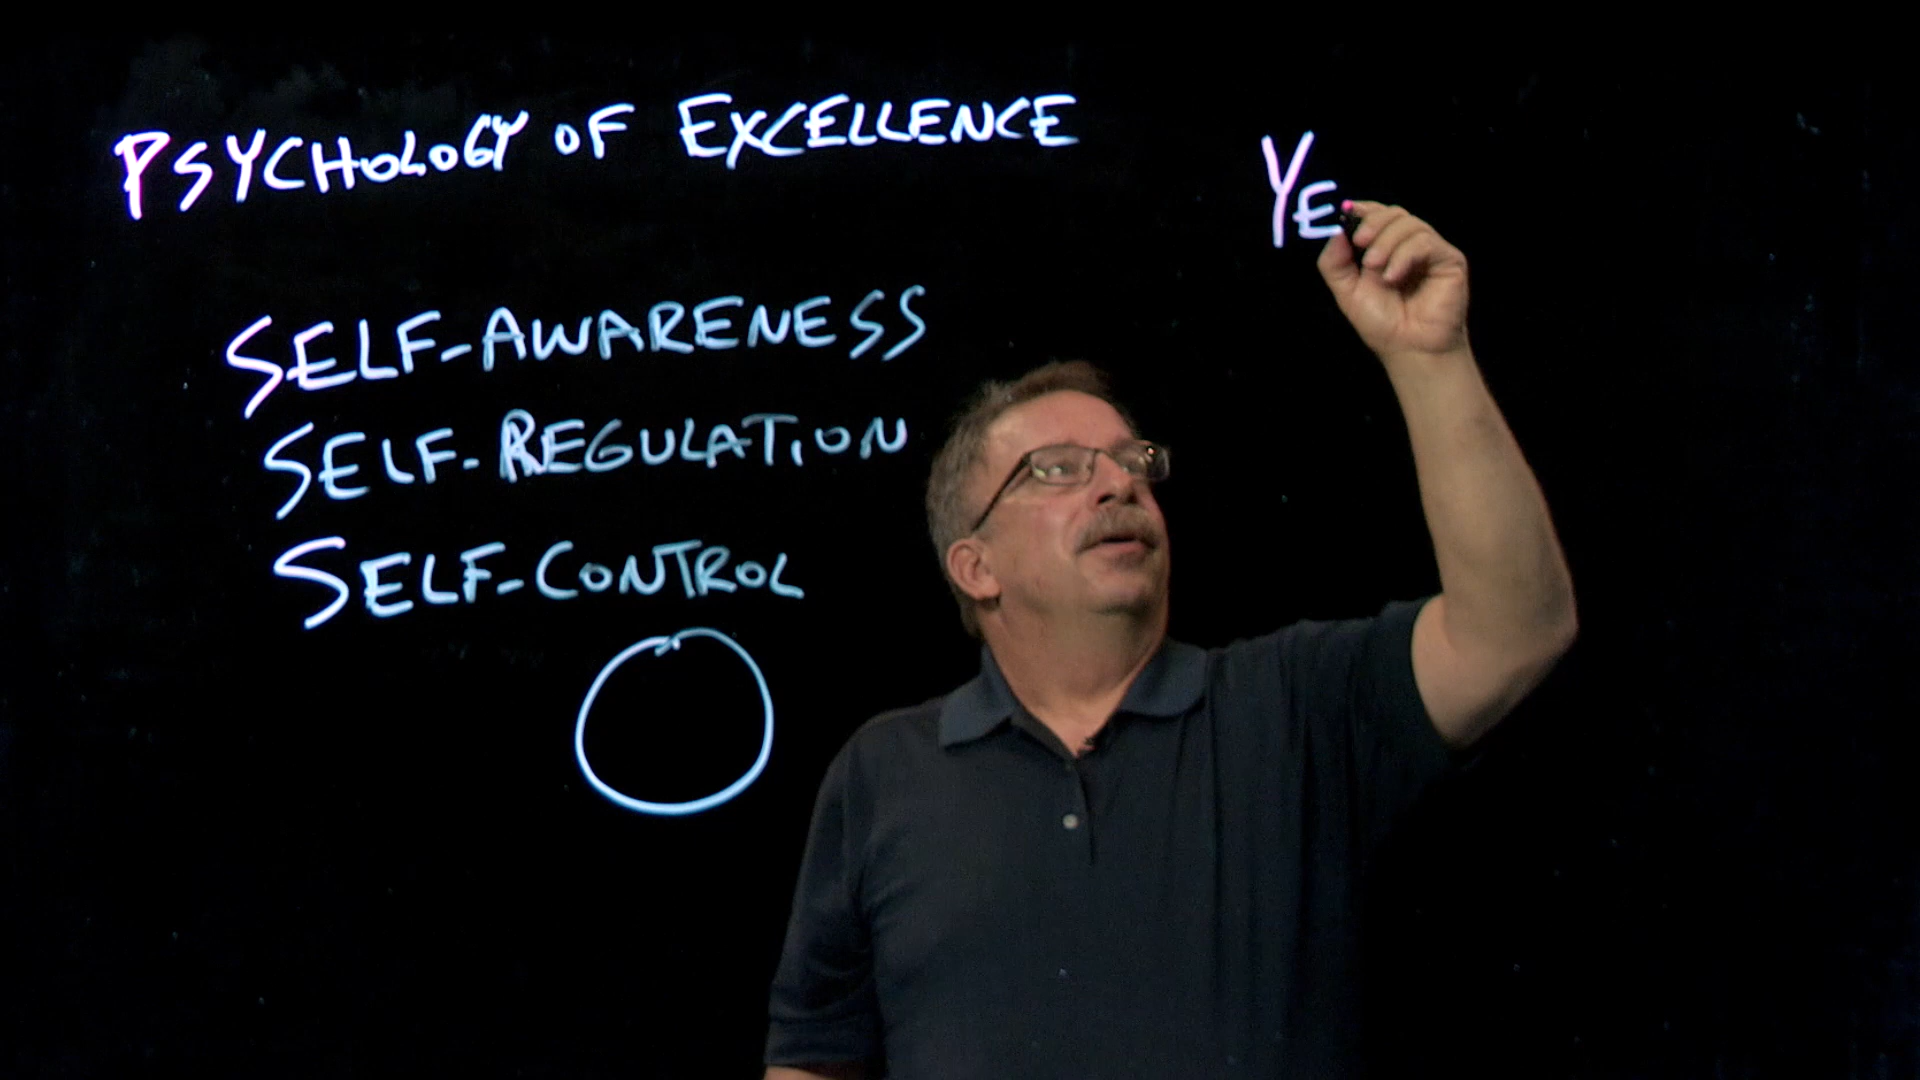 PSYCHOLOGY OF EXCELLENCE
YE
SELF-AWARENESS
SELF-REGULATION
SELF-CONTROL